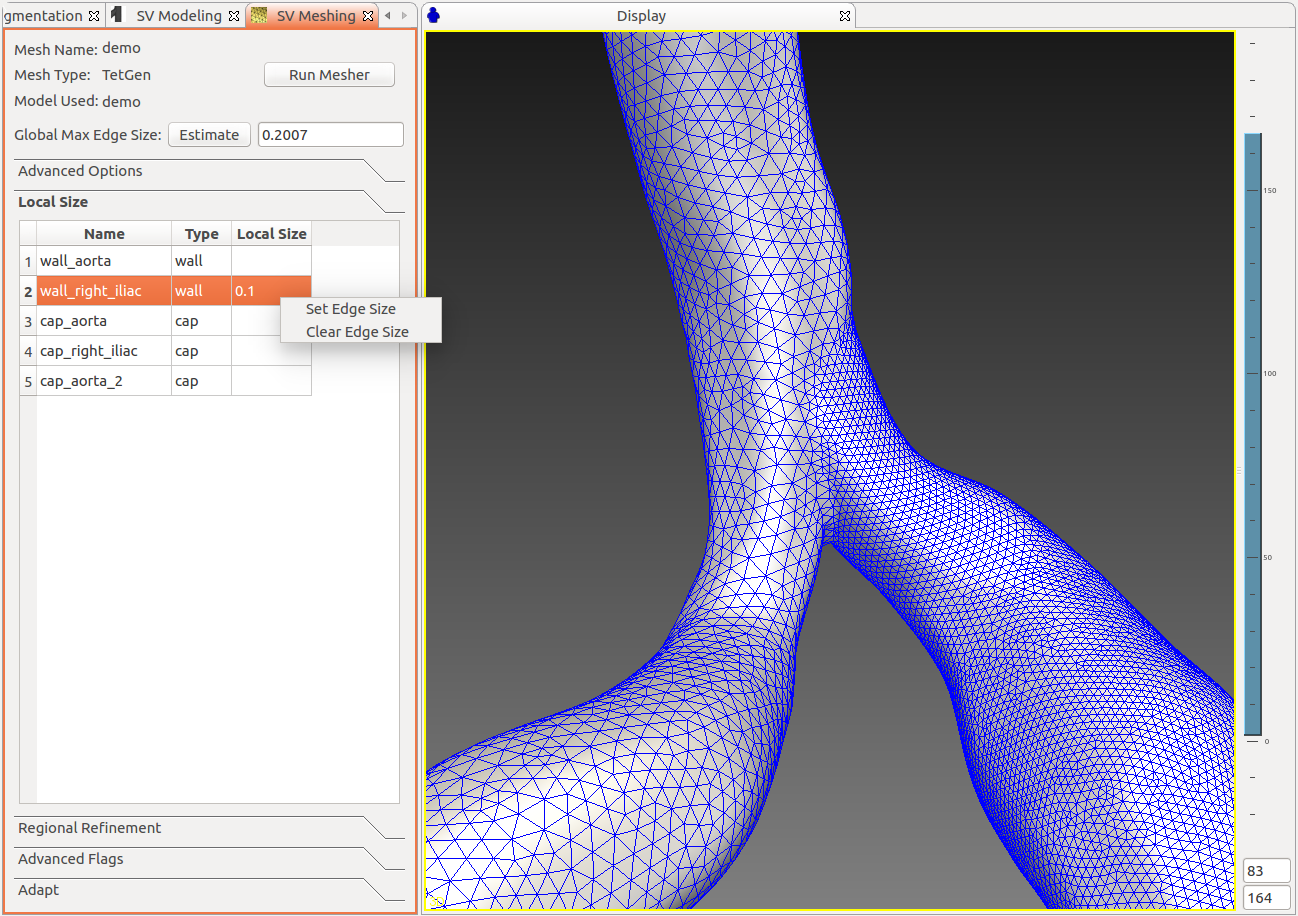 gmentation SV Modeling SV Meshing Display
Mesh Name: demo
Mesh Type: TetGen Run Mesher
Model Used: demo
Global Max Edge Size: Estimate 0.2007
Advanced Options
Local Size
Name Type Local Size
1 wall_aorta wall
2 wall_right_iliac wall 0.1
Set Edge Size
3 cap_aorta cap
Clear Edge Size
4 cap_right_iliac cap
5 cap_aorta_2 cap
Regional Refinement
Advanced Flags
Adapt
150
100
50
0
83
164